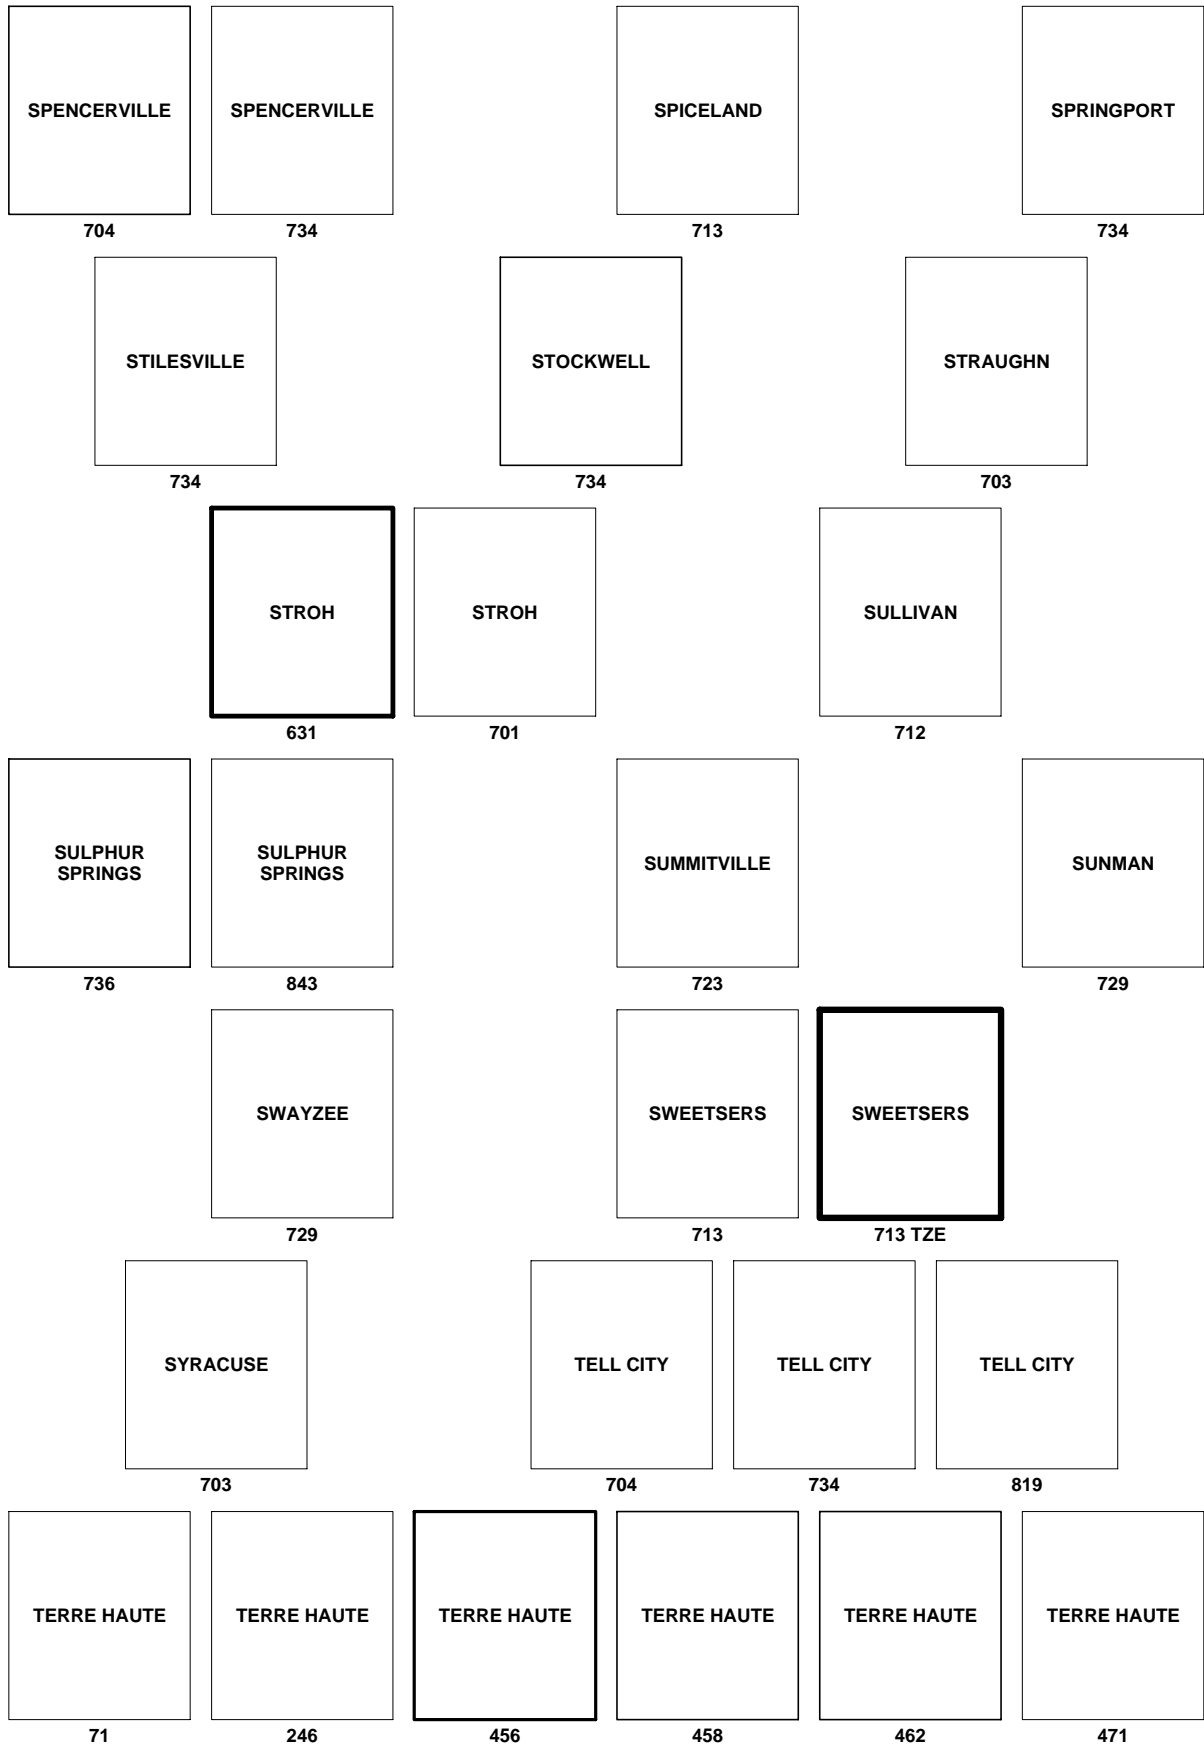 SPENCERVILLE SPENCERVILLE SPICELAND SPRINGPORT
704 734 713 734
STILESVILLE STOCKWELL STRAUGHN
734 734 703
STROH STROH SULLIVAN
631 701 712
SULPHUR SULPHUR
SPRINGS SPRINGS SUMMITVILLE SUNMAN
736 843 723 729
SWAYZEE SWEETSERS SWEETSERS
729 713 713 TZE
SYRACUSE TELL CITY TELL CITY TELL CITY
703 704 734 819
TERRE HAUTE TERRE HAUTE TERRE HAUTE TERRE HAUTE TERRE HAUTE TERRE HAUTE
71 246 456 458 462 471